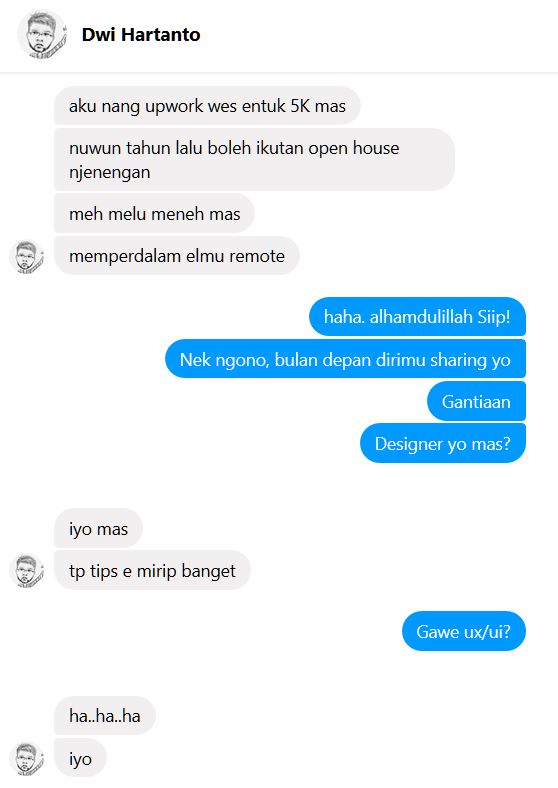 Dwi Hartanto
aku nang upwork wes entuk 5K mas
nuwun tahun lalu boleh ikutan open house
njenengan
meh melu meneh mas
memperdalam elmu remote
haha. alhamdulillah Siip!
Nek ngono, bulan depan dirimu sharing yo
Gantiaan
Designer yo mas?
iyo mas
tp tips e mirip banget
Gawe ux/ui?
ha..ha..ha
iyo